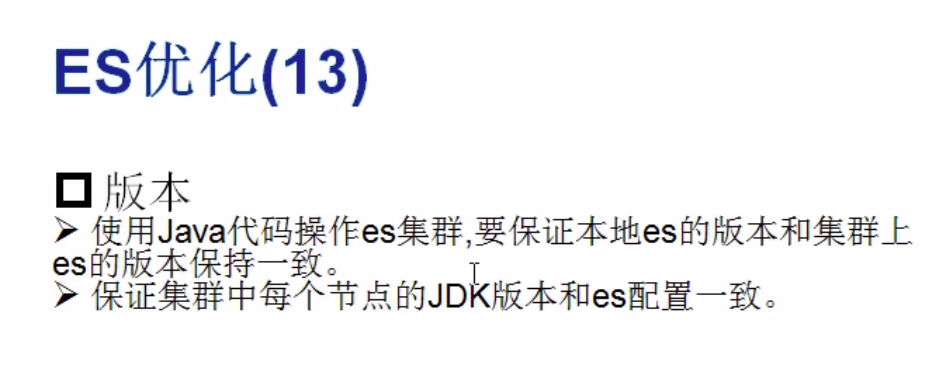 ES优化(13)
版本
使用Java代码操作es集群,要保证本地es的版本和集群上
es的版本保持一致。
保证集群中每个节点的JDK版本和es配置一致。